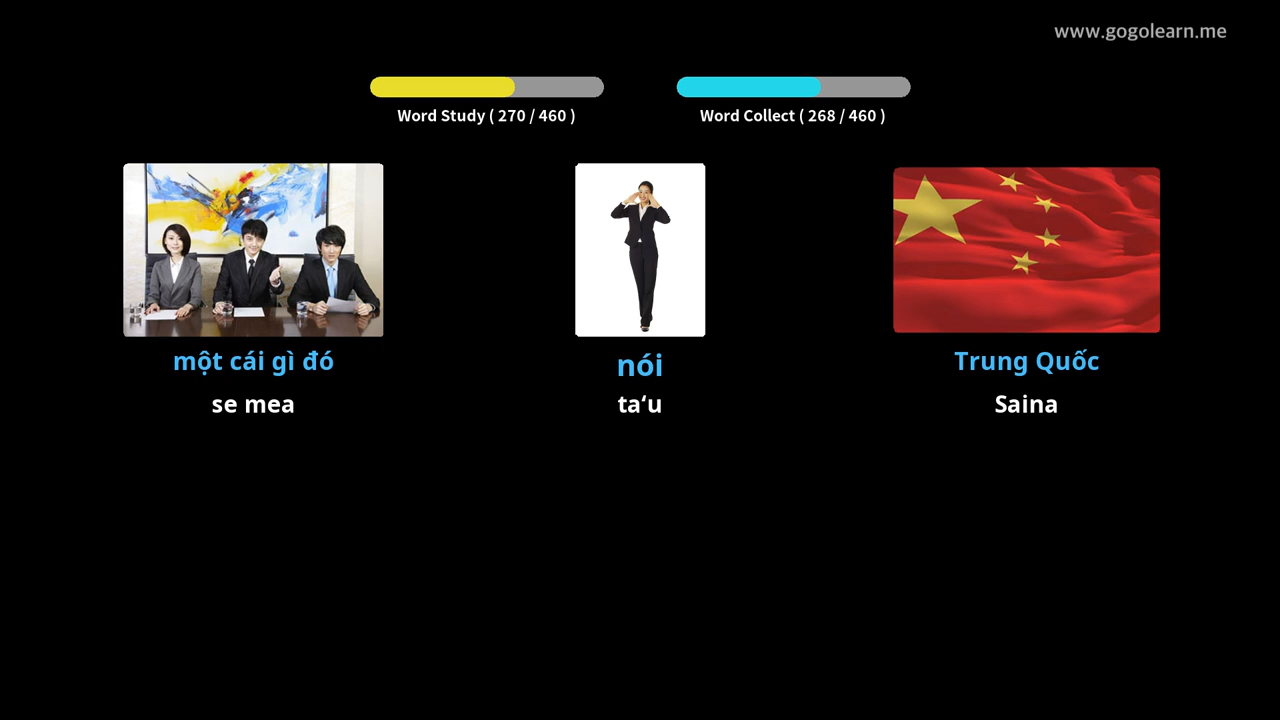 www.gogolearn.me
Word Study ( 270 / 460 )
Word Collect ( 268 / 460 )
một cái gì đó
nói
Trung Quốc
se mea
taʻu
Saina